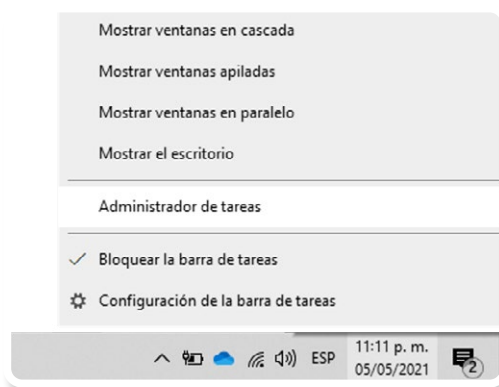 Mostrar ventanas en cascada
Mostrar ventanas apiladas
Mostrar ventanas en paralelo
Mostrar el escritorio
Administrador de tareas
Bloquear la barra de tareas
Configuración de la barra de tareas
ESP
11:11 p. m.
05/05/2021
2